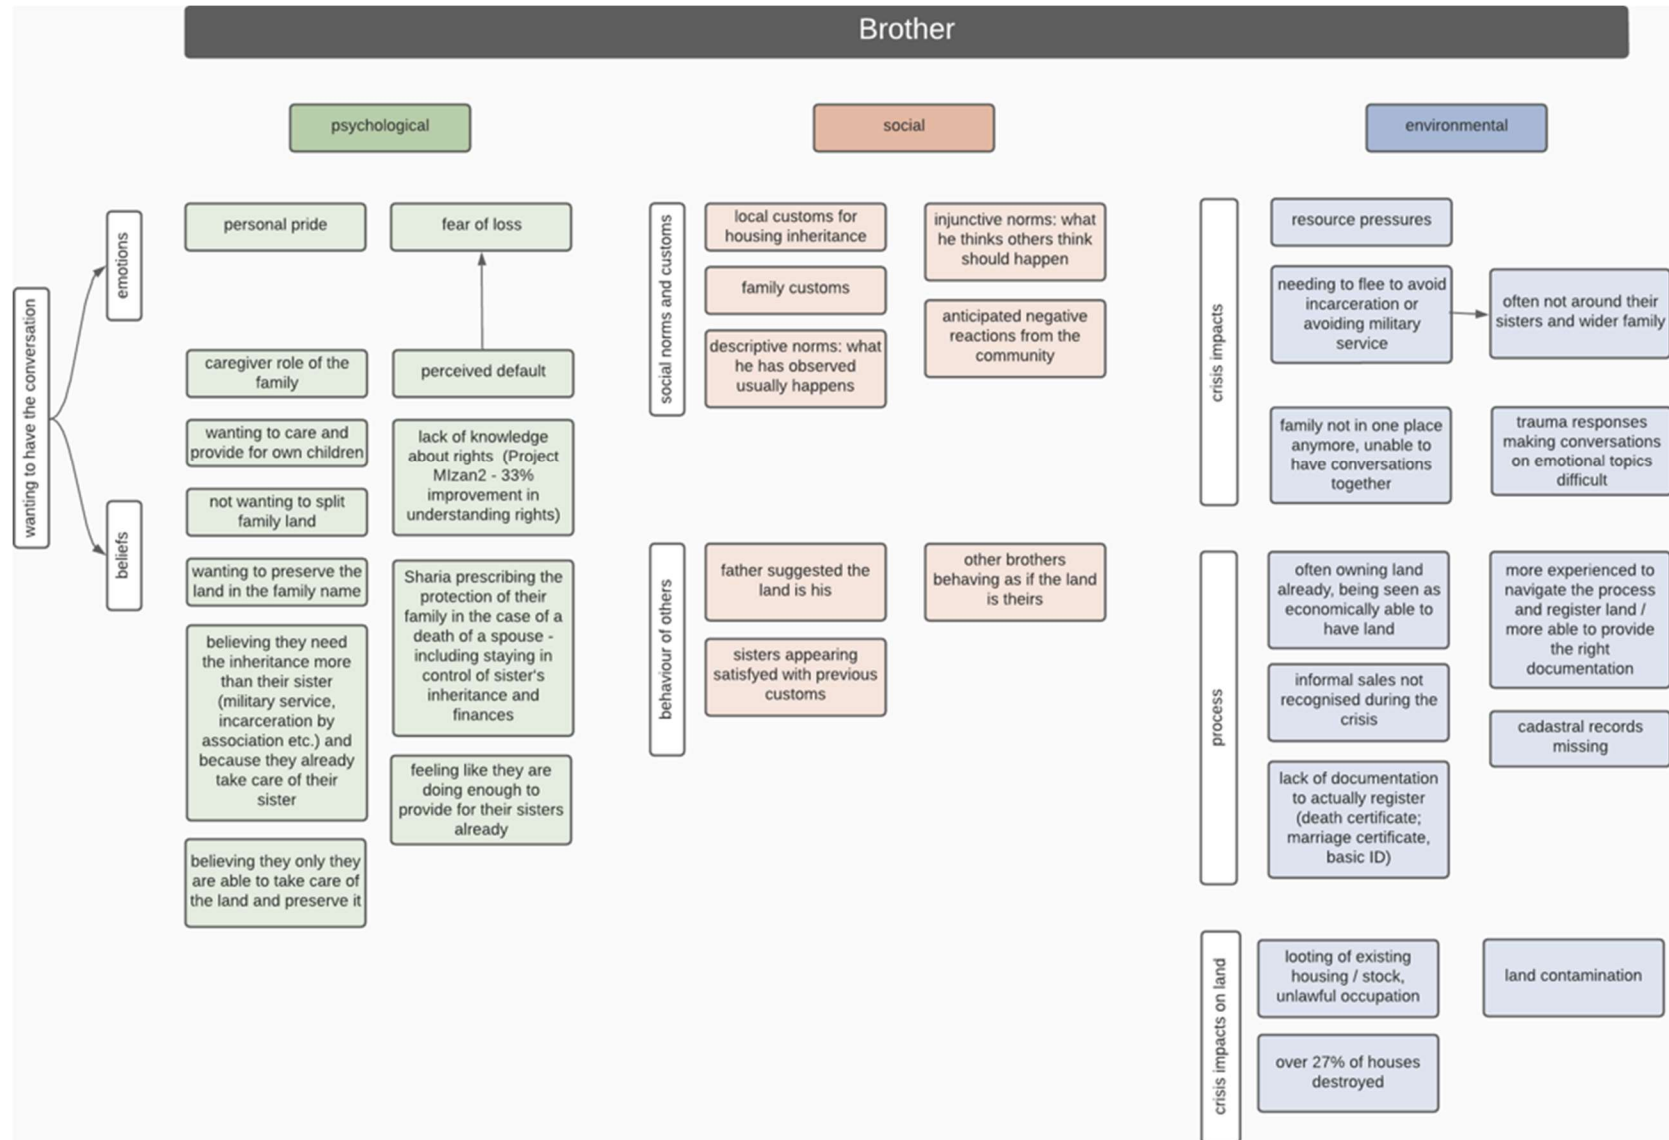 Brother
psychological
social
environmental
wanting to have the conversation
emotions
beliefs
personal pride
fear of loss
caregiver role of the
family
perceived default
wanting to care and
provide for own children
lack of knowledge
about rights (Project
MIzan2 - 33%
improvement in
understanding rights)
not wanting to split
family land
wanting to preserve the
land in the family name
Sharia prescribing the
protection of their
family in the case of a
death of a spouse -
including staying in
control of sister's
inheritance and
finances
believing they need
the inheritance more
than their sister
(military service,
incarceration by
association etc.) and
because they already
take care of their
sister
feeling like they are
doing enough to
provide for their sisters
already
believing they only they
are able to take care of
the land and preserve it
social norms and customs
local customs for
housing inheritance
injunctive norms: what
he thinks others think
should happen
family customs
anticipated negative
reactions from the
community
descriptive norms: what
he has observed
usually happens
behaviour of others
father suggested the
land is his
other brothers
behaving as if the land
is theirs
sisters appearing
satisfyed with previous
customs
crisis impacts
resource pressures
needing to flee to avoid
incarceration or
avoiding military
service
often not around their
sisters and wider family
family not in one place
anymore, unable to
have conversations
together
trauma responses
making conversations
on emotional topics
difficult
process
often owning land
already, being seen as
economically able to
have land
more experienced to
navigate the process
and register land /
more able to provide
the right
documentation
informal sales not
recognised during the
crisis
cadastral records
missing
lack of documentation
to actually register
(death certificate;
marriage certificate,
basic ID)
crisis impacts on land
looting of existing
housing / stock,
unlawful occupation
land contamination
over 27% of houses
destroyed